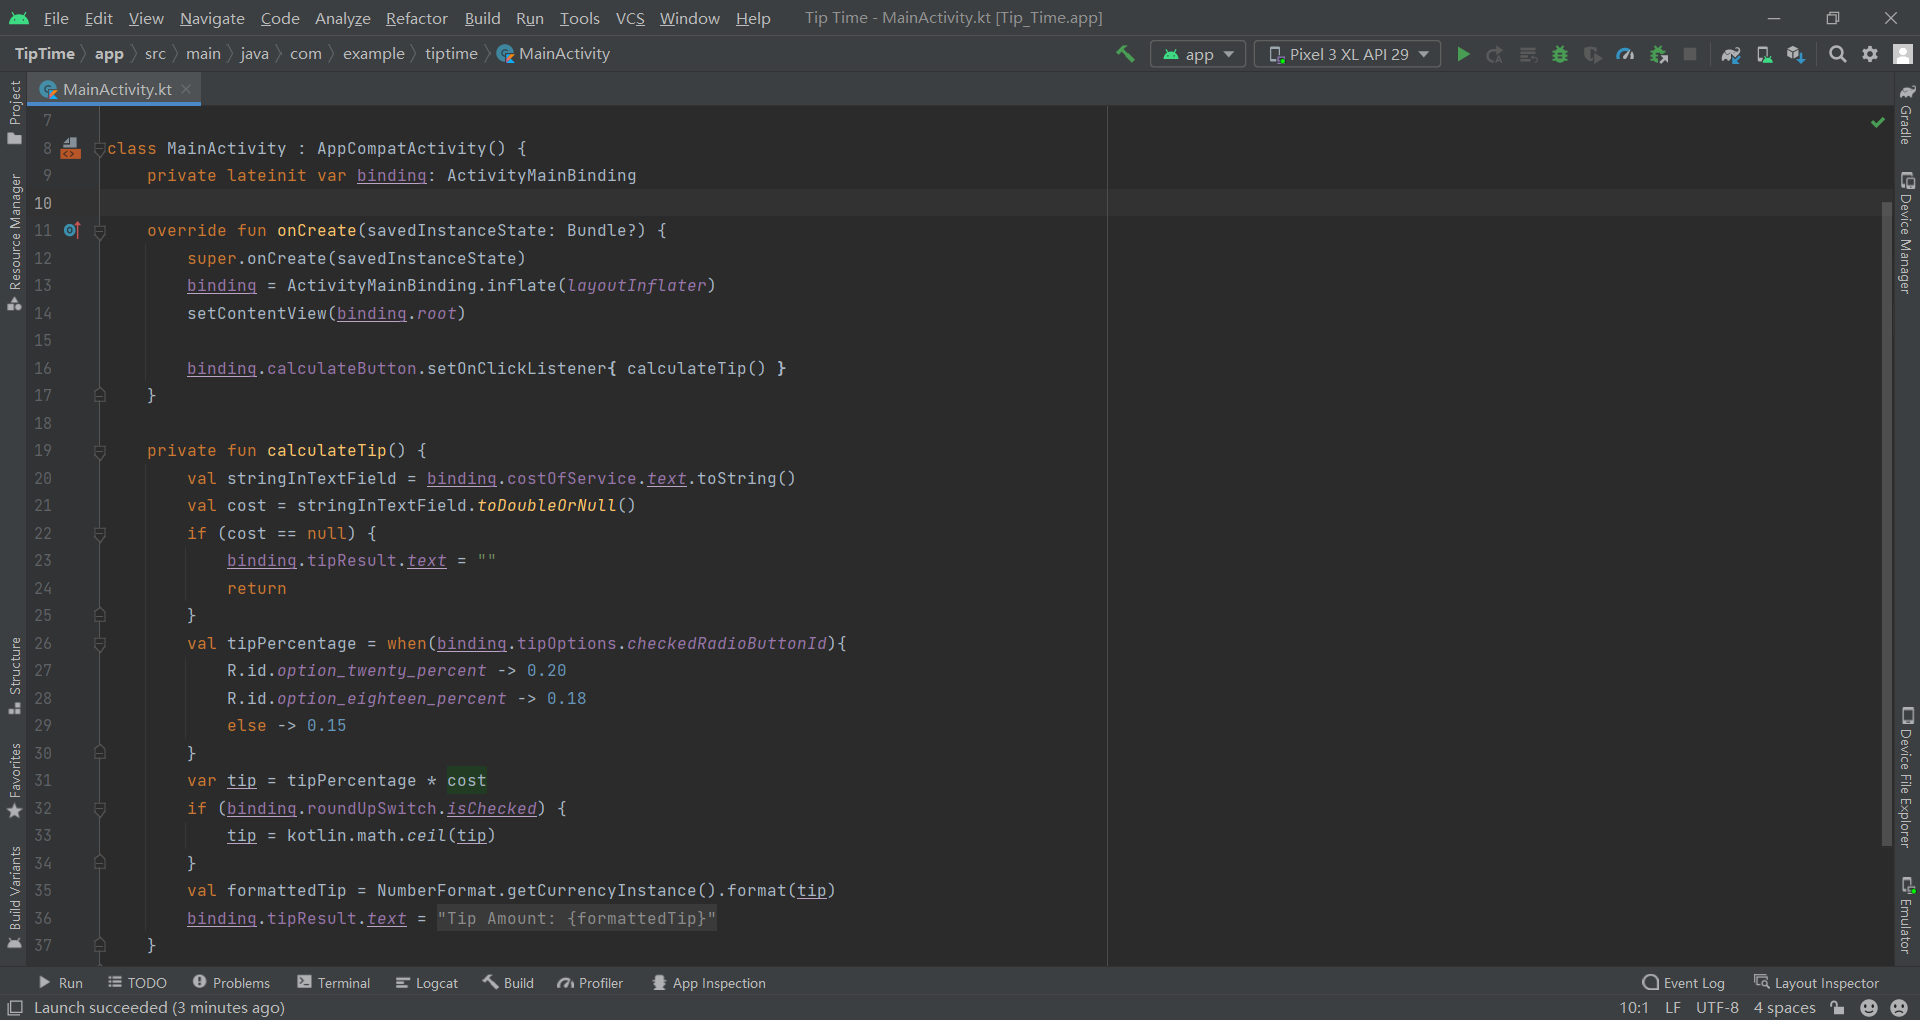 File Edit View Navigate Code Analyze Refactor Build Run Tools VCS Window Help Tip Time - MainActivity.kt [Tip_Time.app]
TipTime app src main java com example tiptime MainActivity app Pixel 3 XL API 29
MainActivity.kt
Project
Resource Manager
Structure
Favorites
Build Variants
7
8 class MainActivity : AppCompatActivity() {
9 private lateinit var binding: ActivityMainBinding
10
11 override fun onCreate(savedInstanceState: Bundle?) {
12 super.onCreate(savedInstanceState)
13 binding = ActivityMainBinding.inflate(layoutInflater)
14 setContentView(binding.root)
15
16 binding.calculateButton.setOnClickListener{ calculateTip() }
17 }
18
19 private fun calculateTip() {
20 val stringInTextField = binding.costOfService.text.toString()
21 val cost = stringInTextField.toDoubleOrNull()
22 if (cost == null) {
23 binding.tipResult.text = ""
24 return
25 }
26 val tipPercentage = when(binding.tipOptions.checkedRadioButtonId){
27 R.id.option_twenty_percent -> 0.20
28 R.id.option_eighteen_percent -> 0.18
29 else -> 0.15
30 }
31 var tip = tipPercentage * cost
32 if (binding.roundUpSwitch.isChecked) {
33 tip = kotlin.math.ceil(tip)
34 }
35 val formattedTip = NumberFormat.getCurrencyInstance().format(tip)
36 binding.tipResult.text = "Tip Amount: {formattedTip}"
37 }
Gradle
Device Manager
Device File Explorer
Emulator
Run TODO Problems Terminal Logcat Build Profiler App Inspection Event Log Layout Inspector
Launch succeeded (3 minutes ago) 10:1 LF UTF-8 4 spaces